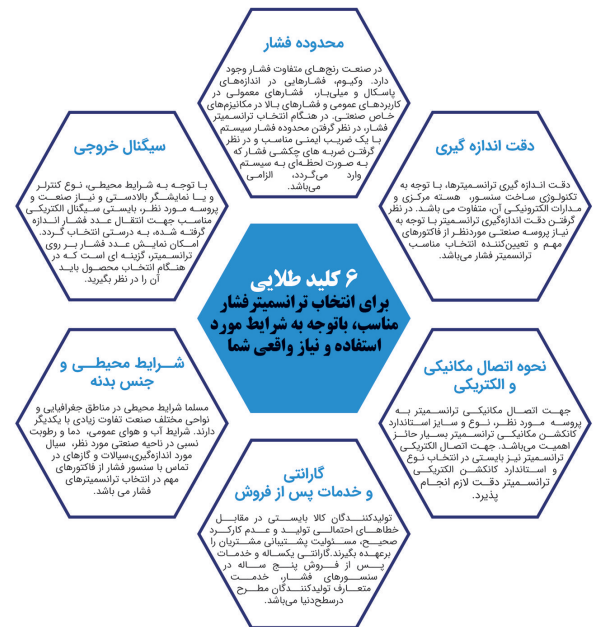 محدوده فشار
در صنعت رنج‌های متفاوت فشار وجود
دارد. وکیوم، فشارهایی در اندازه‌های
پاسکال و میلی‌بار، فشارهای معمولی در
کاربردهای عمومی و فشارهای بالا در مکانیزم‌های
خاص صنعتی. در هنگام انتخاب ترانسمیتر
فشار، در نظر گرفتن محدوده فشار سیستم
با یک ضریب ایمنی مناسب و در نظر
گرفتن ضربه های چکشی فشار که
به صورت لحظه‌ای به سیستم
وارد می‌گردد، الزامی
می‌باشد.
دقت اندازه گیری
دقت اندازه گیری ترانسمیترها، با توجه به
تکنولوژی ساخت سنسور، هسته مرکزی و
مدارات الکترونیکی آن، متفاوت می باشد. در نظر
گرفتن دقت اندازه‌گیری ترانسمیتر با توجه به
نیاز پروسه صنعتی موردنظر از فاکتورهای
مهم و تعیین‌کننده انتخاب مناسب
ترانسمیتر فشار می‌باشد.
سیگنال خروجی
با توجه به شرایط محیطی، نوع کنترلر
و یا نمایشگر بالادستی و نیاز صنعت و
پروسه مورد نظر، بایستی سیگنال الکتریکی
مناسب جهت انتقال عدد فشار اندازه
گرفته شده، به درستی انتخاب گردد.
امکان نمایش عدد فشار بر روی
ترانسمیتر، گزینه ای است که در
هنگام انتخاب محصول باید
آن را در نظر بگیرید.
۶ کلید طلایی
برای انتخاب ترانسمیترفشار
مناسب، باتوجه به شرایط مورد
استفاده و نیاز واقعی شما
نحوه اتصال مکانیکی
و الکتریکی
جهت اتصال مکانیکی ترانسمیتر به
پروسه مورد نظر، نوع و سایز استاندارد
کانکشن مکانیکی ترانسمیتر بسیار حائز
اهمیت می‌باشد. جهت اتصال الکتریکی
ترانسمیتر نیز بایستی در انتخاب نوع
و استاندارد کانکشن الکتریکی
ترانسمیتر دقت لازم انجام
پذیرد.
شرایط محیطی و
جنس بدنه
مسلما شرایط محیطی در مناطق جغرافیایی و
نواحی مختلف صنعت تفاوت زیادی با یکدیگر
دارند. شرایط آب و هوای عمومی، دما و رطوبت
نسبی در ناحیه صنعتی مورد نظر، سیال
مورد اندازه‌گیری،سیالات و گازهای در
تماس با سنسور فشار از فاکتورهای
مهم در انتخاب ترانسمیترهای
فشار می باشد.
گارانتی
و خدمات پس از فروش
تولیدکنندگان کالا بایستی در مقابل
خطاهای احتمالی تولید و عدم کارکرد
صحیح، مسئولیت پشتیبانی مشتریان را
برعهده بگیرند.گارانتی یکساله و خدمات
پس از فروش پنج ساله در
سنسورهای فشار، خدمت
متعارف تولیدکنندگان مطرح
درسطح‌دنیا می‌باشد.